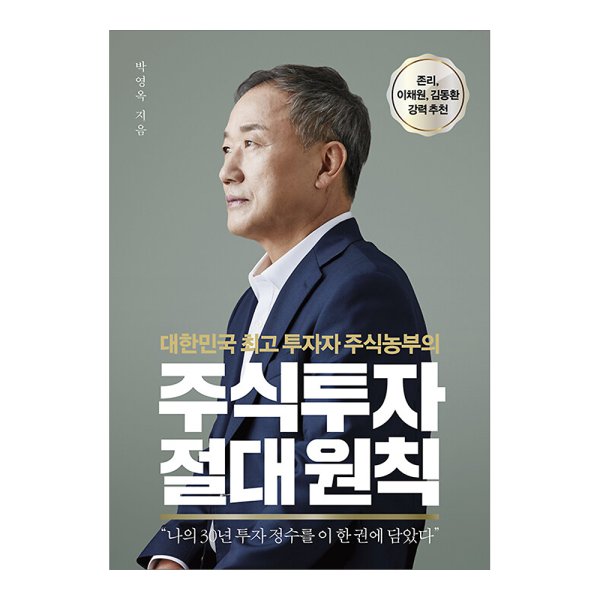 박영옥 지음
존리,
이채원, 김동환
강력 추천
대한민국 최고 투자자 주식농부의
주식투자
절대 원칙
“나의 30년 투자 정수를 이 한 권에 담았다”